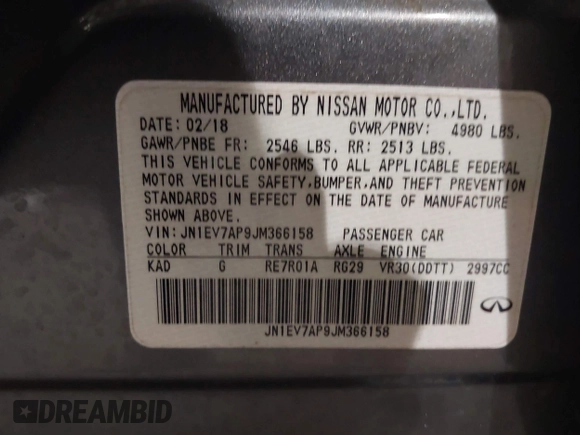 MANUFACTURED BY NISSAN MOTOR CO.,LTD.
DATE: 02/18 GVWR/PNBV: 4980 LBS.
GAWR/PNBE FR: 2546 LBS. RR: 2513 LBS.
THIS VEHICLE CONFORMS TO ALL APPLICABLE FEDERAL
MOTOR VEHICLE SAFETY,BUMPER,AND THEFT PREVENTION
STANDARDS IN EFFECT ON THE DATE OF MANUFACTURE
SHOWN ABOVE.
VIN: JN1EV7AP9JM366158 PASSENGER CAR
COLOR TRIM TRANS AXLE ENGINE
KAD G RE7R01A RG29 VR30(DDTT) 2997CC
JN1EV7AP9JM366158
DREAMBID